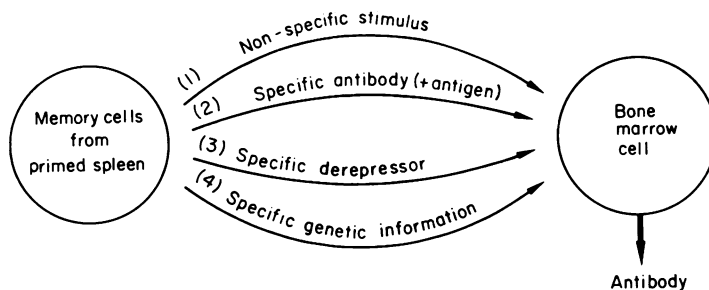 (1) Non-specific stimulus
(2) Specific antibody (+antigen)
(3) Specific derepressor
(4) Specific genetic information
Memory cells
from
primed spleen
Bone
marrow
cell
Antibody